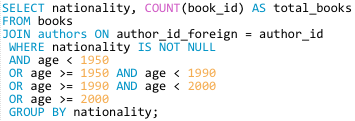 SELECT nationality, COUNT(book_id) AS total_books
FROM books
JOIN authors ON author_id_foreign = author_id
WHERE nationality IS NOT NULL
AND age < 1950
OR age >= 1950 AND age < 1990
OR age >= 1990 AND age < 2000
OR age >= 2000
GROUP BY nationality;